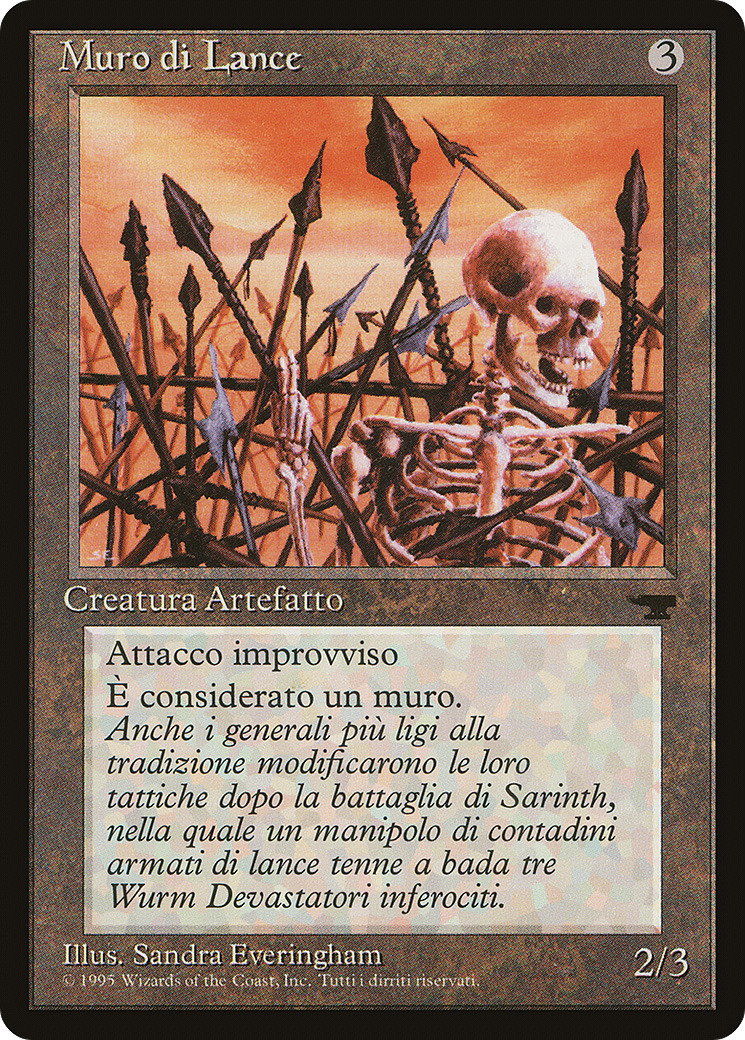 Muro di Lance
3
SE
Creatura Artefatto
Attacco improvviso
È considerato un muro.
Anche i generali più ligi alla
tradizione modificarono le loro
tattiche dopo la battaglia di Sarinth,
nella quale un manipolo di contadini
armati di lance tenne a bada tre
Wurm Devastatori inferociti.
Illus. Sandra Everingham
2/3
© 1995 Wizards of the Coast, Inc. Tutti i dirriti riservati.